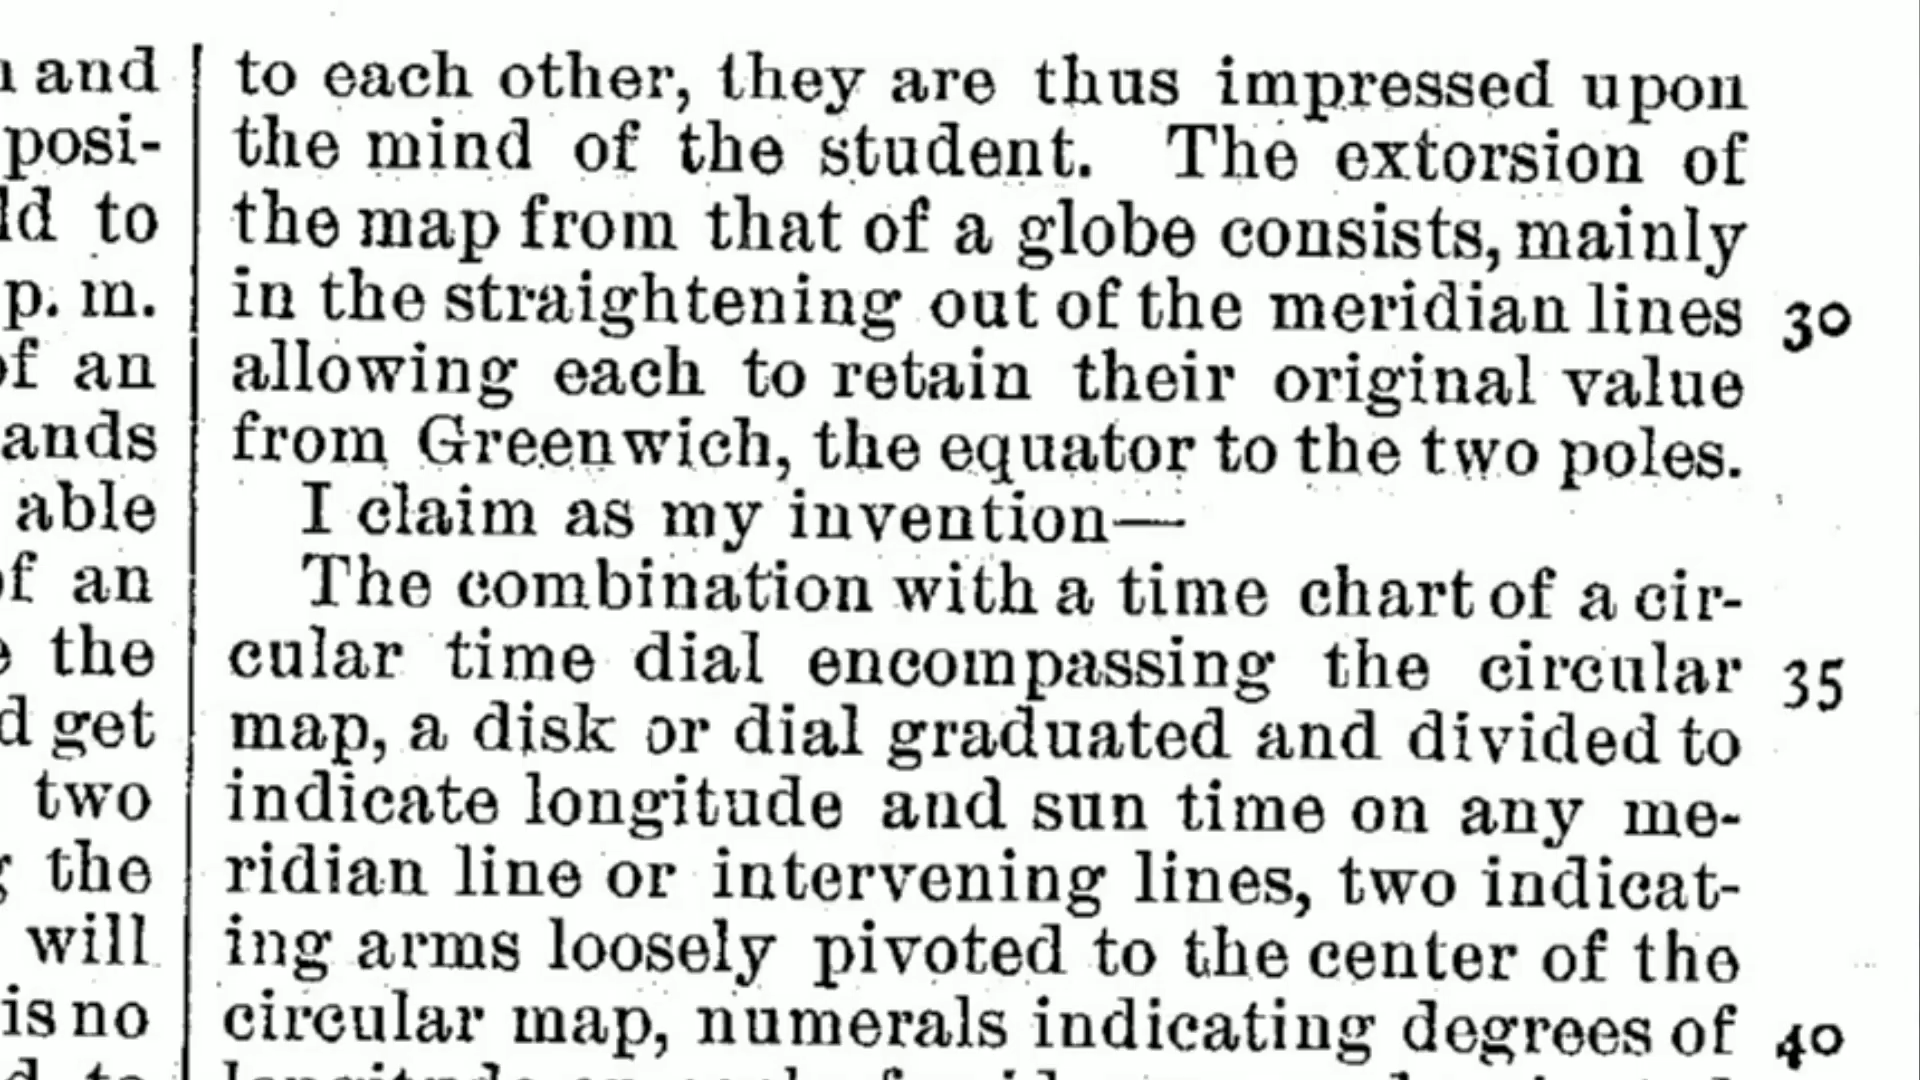 and
posi-
to
p. m.
of an
ands
able
of an
the
get
two
the
will
is no
to
to each other, they are thus impressed upon
the mind of the student. The extorsion of
the map from that of a globe consists, mainly
in the straightening out of the meridian lines 30
allowing each to retain their original value
from Greenwich, the equator to the two poles.
I claim as my invention—
The combination with a time chart of a cir-
cular time dial encompassing the circular 35
map, a disk or dial graduated and divided to
indicate longitude and sun time on any me-
ridian line or intervening lines, two indicat-
ing arms loosely pivoted to the center of the
circular map, numerals indicating degrees of 40